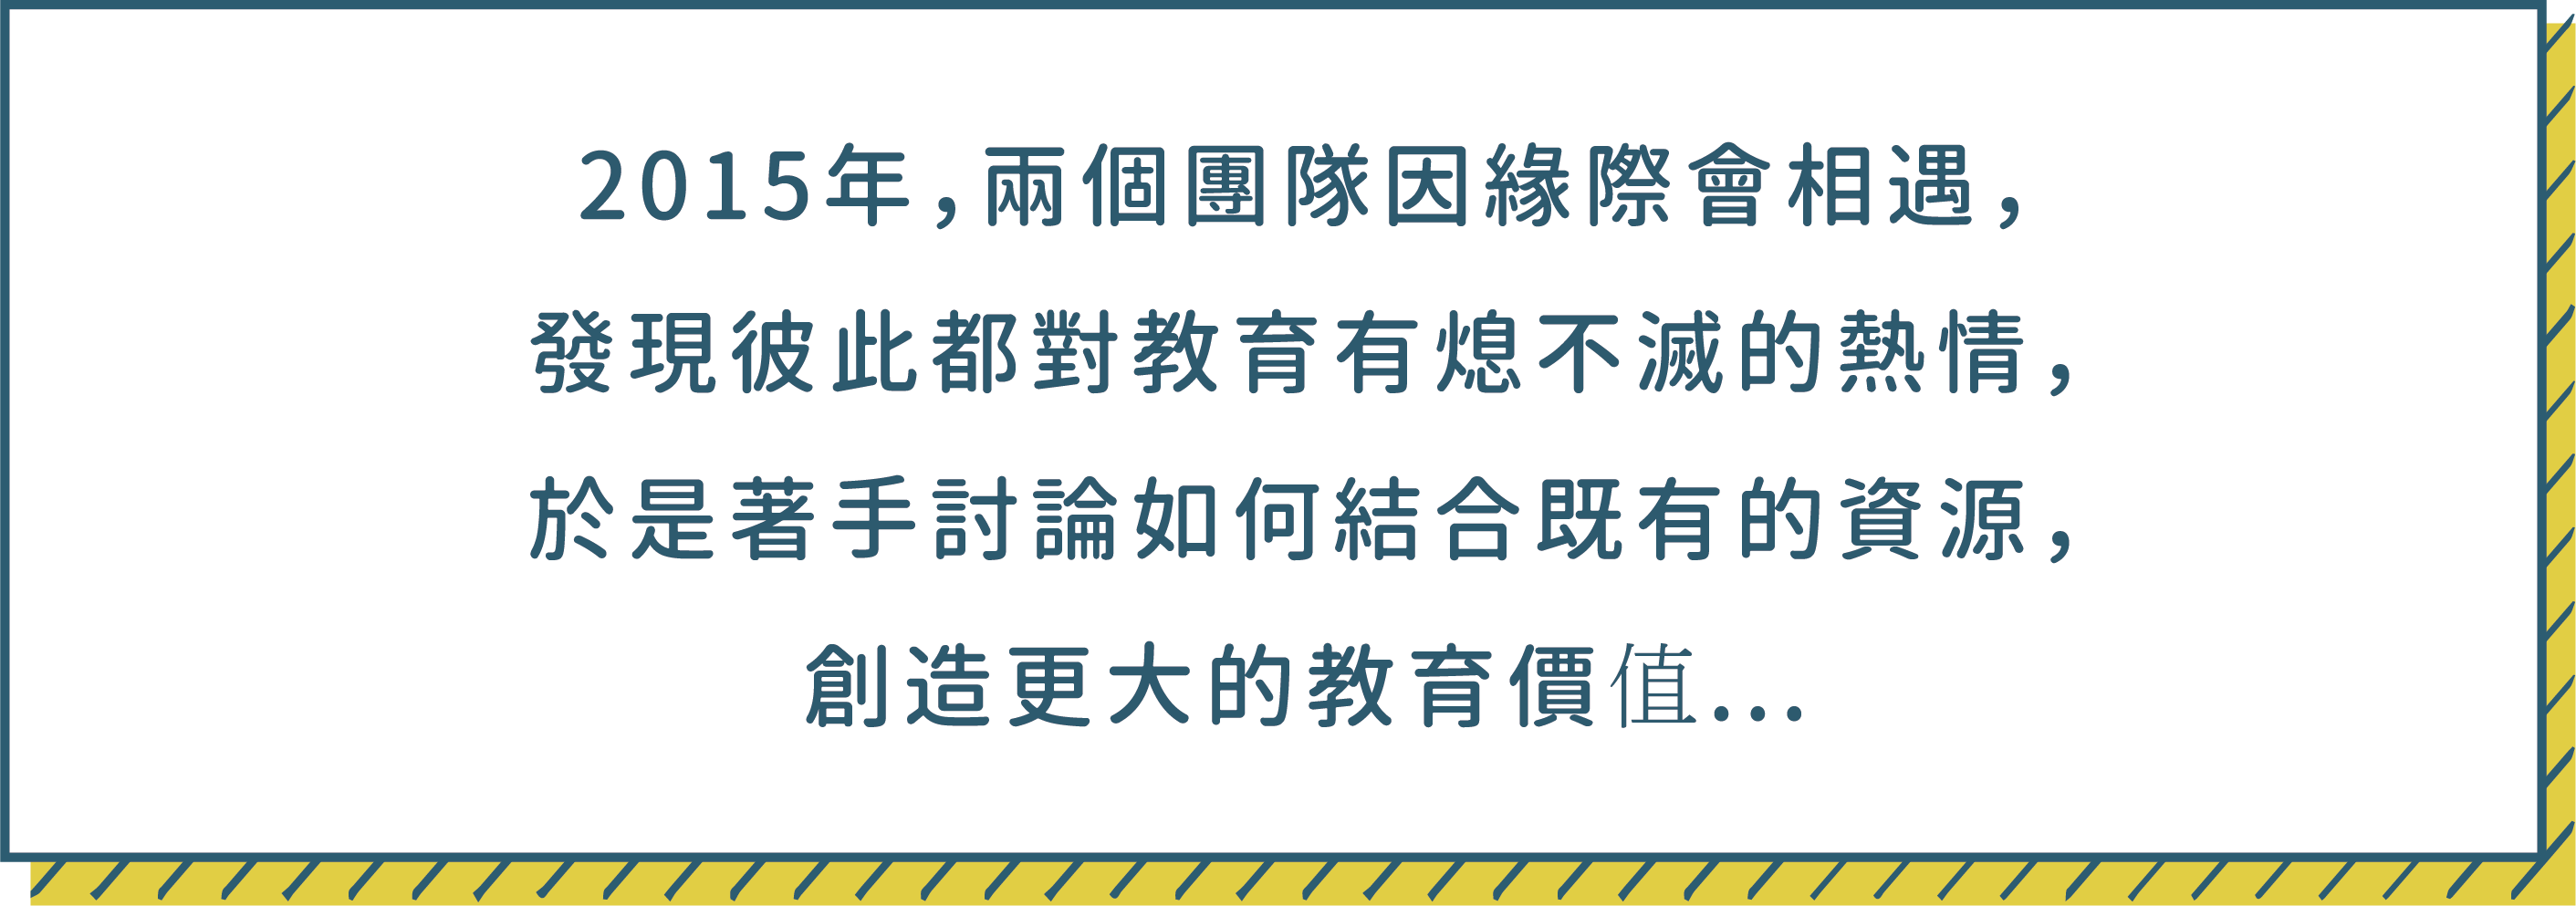 2015年,兩個團隊因緣際會相遇,
發現彼此都對教育有熄不滅的熱情,
於是著手討論如何結合既有的資源,
創造更大的教育價值...